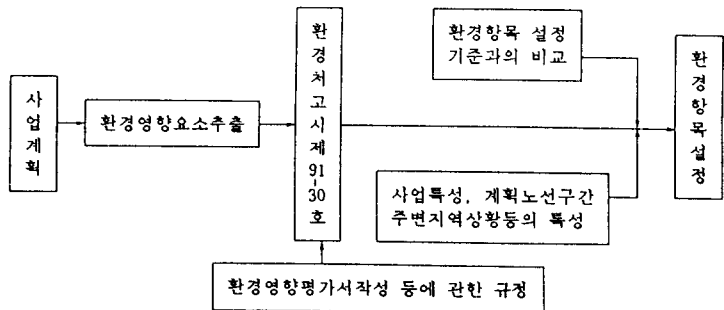 사업계획
환경영향요소추출
환경처고시제91-30호
환경항목 설정
기준과의 비교
사업특성, 계획노선구간
주변지역상황등의 특성
환경항목설정
환경영향평가서작성 등에 관한 규정